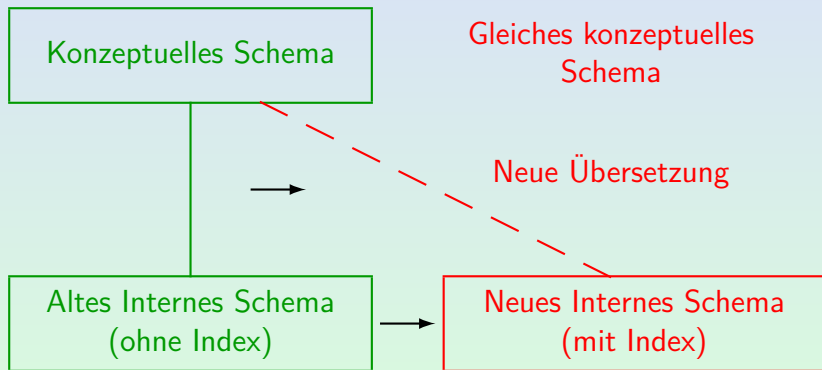 Konzeptuelles Schema
Gleiches konzeptuelles
Schema
Neue Übersetzung
Altes Internes Schema
(ohne Index)
Neues Internes Schema
(mit Index)